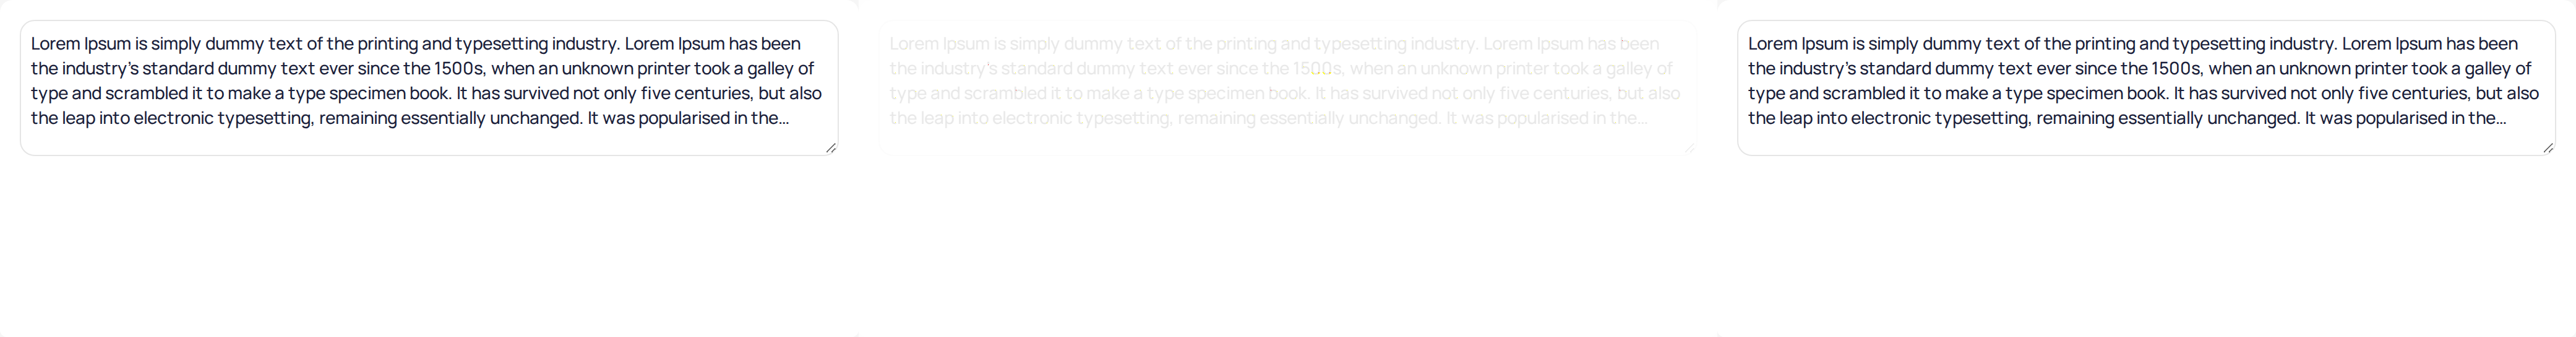 Lorem Ipsum is simply dummy text of the printing and typesetting industry. Lorem Ipsum has been
the industry’s standard dummy text ever since the 1500s, when an unknown printer took a galley of
type and scrambled it to make a type specimen book. It has survived not only five centuries, but also
the leap into electronic typesetting, remaining essentially unchanged. It was popularised in the…
Lorem Ipsum is simply dummy text of the printing and typesetting industry. Lorem Ipsum has been
the industry’s standard dummy text ever since the 1500s, when an unknown printer took a galley of
type and scrambled it to make a type specimen book. It has survived not only five centuries, but also
the leap into electronic typesetting, remaining essentially unchanged. It was popularised in the…
Lorem Ipsum is simply dummy text of the printing and typesetting industry. Lorem Ipsum has been
the industry’s standard dummy text ever since the 1500s, when an unknown printer took a galley of
type and scrambled it to make a type specimen book. It has survived not only five centuries, but also
the leap into electronic typesetting, remaining essentially unchanged. It was popularised in the…